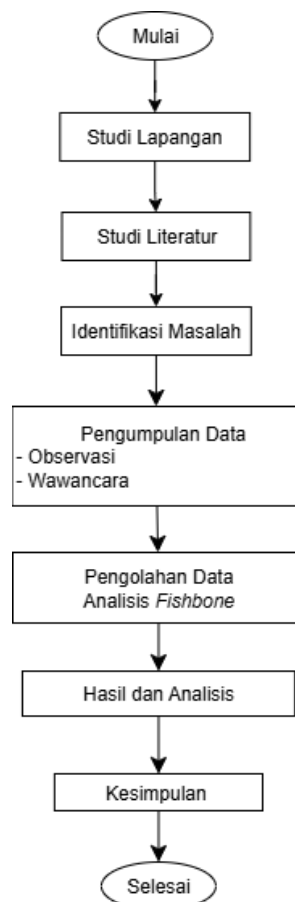 Mulai
Studi Lapangan
Studi Literatur
Identifikasi Masalah
Pengumpulan Data
- Observasi
- Wawancara
Pengolahan Data
Analisis Fishbone
Hasil dan Analisis
Kesimpulan
Selesai